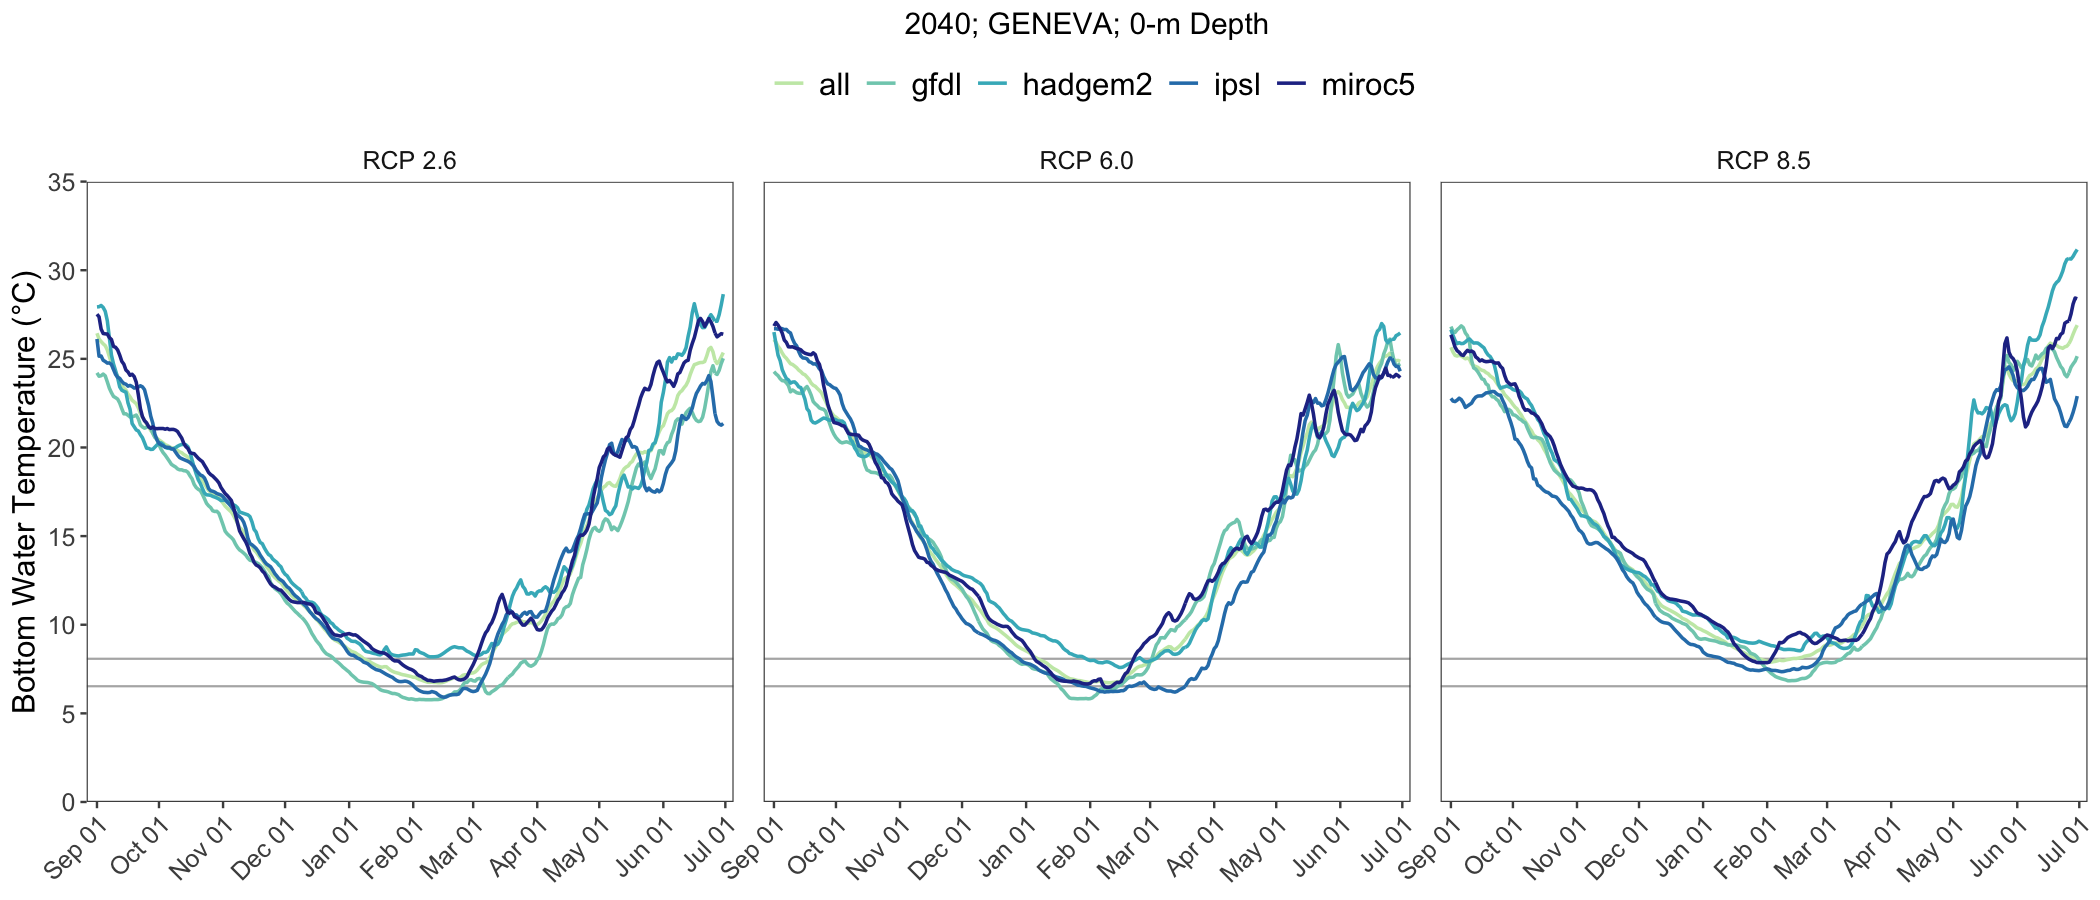 2040; GENEVA; 0-m Depth
all gfdl hadgem2 ipsl miroc5
RCP 2.6 RCP 6.0 RCP 8.5
Bottom Water Temperature (°C)
35
30
25
20
15
10
5
0
Sep 01 Oct 01 Nov 01 Dec 01 Jan 01 Feb 01 Mar 01 Apr 01 May 01 Jun 01 Jul 01 Sep 01 Oct 01 Nov 01 Dec 01 Jan 01 Feb 01 Mar 01 Apr 01 May 01 Jun 01 Jul 01 Sep 01 Oct 01 Nov 01 Dec 01 Jan 01 Feb 01 Mar 01 Apr 01 May 01 Jun 01 Jul 01